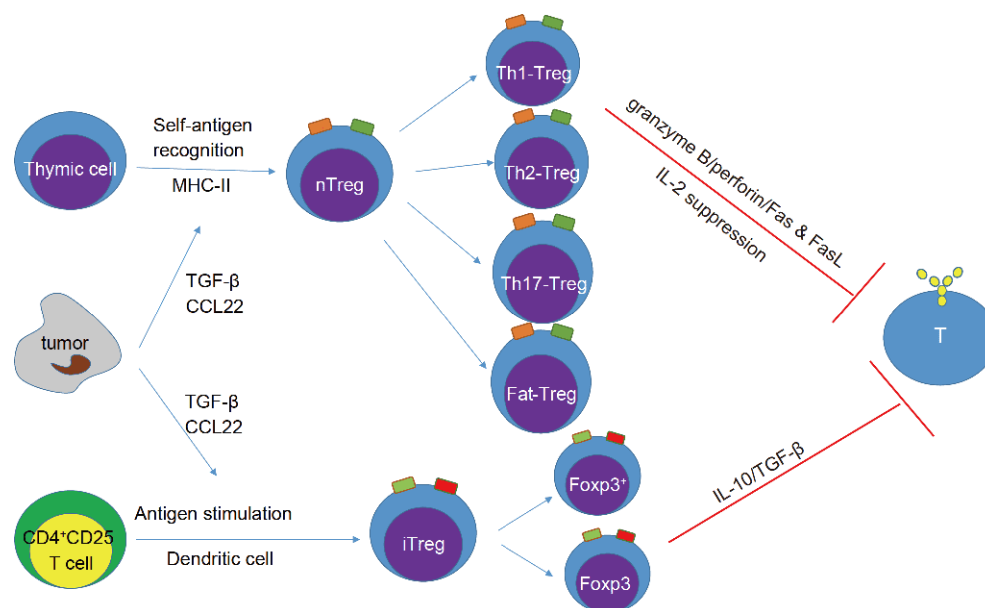 Thymic cell
Self-antigen
recognition
MHC-II
nTreg
Th1-Treg
Th2-Treg
Th17-Treg
Fat-Treg
granzyme B/perforin/Fas & FasL
IL-2 suppression
T
tumor
TGF-β
CCL22
TGF-β
CCL22
CD4⁺CD25
T cell
Antigen stimulation
Dendritic cell
iTreg
Foxp3⁺
Foxp3
IL-10/TGF-β